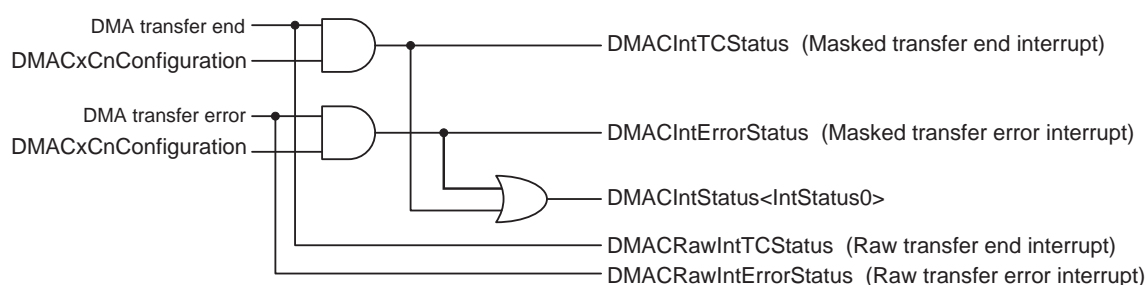 DMA transfer end
DMACIntTCStatus (Masked transfer end interrupt)
DMACxCnConfiguration
DMA transfer error
DMACIntErrorStatus (Masked transfer error interrupt)
DMACxCnConfiguration
DMACIntStatus<IntStatus0>
DMACRawIntTCStatus (Raw transfer end interrupt)
DMACRawIntErrorStatus (Raw transfer error interrupt)